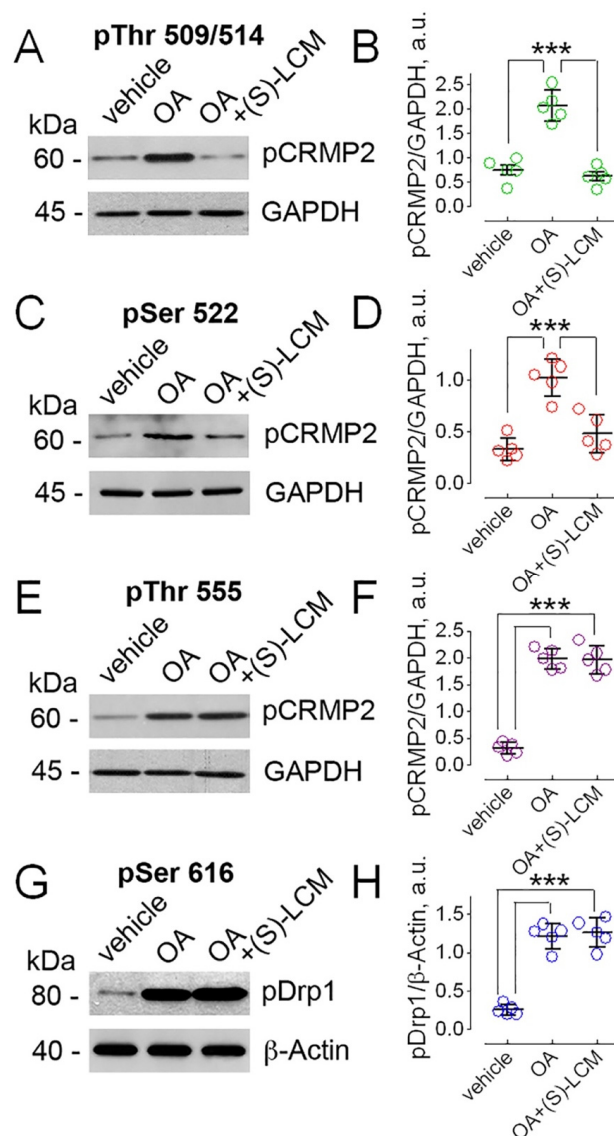 A
pThr 509/514
vehicle
OA
OA
+(S)-LCM
kDa
60 -
pCRMP2
45 -
GAPDH
B
***
pCRMP2/GAPDH, a.u.
2.5
2.0
1.5
1.0
0.5
0.0
vehicle
OA
OA+(S)-LCM
C
pSer 522
vehicle
OA
OA
+(S)-LCM
kDa
60 -
pCRMP2
45 -
GAPDH
D
***
pCRMP2/GAPDH, a.u.
1.0
0.5
0.0
vehicle
OA
OA+(S)-LCM
E
pThr 555
vehicle
OA
OA
+(S)-LCM
kDa
60 -
pCRMP2
45 -
GAPDH
F
***
pCRMP2/GAPDH, a.u.
2.5
2.0
1.5
1.0
0.5
0.0
vehicle
OA
OA+(S)-LCM
G
pSer 616
vehicle
OA
OA
+(S)-LCM
kDa
80 -
pDrp1
40 -
β-Actin
H
***
pDrp1/β-Actin, a.u.
1.5
1.0
0.5
0.0
vehicle
OA
OA+(S)-LCM